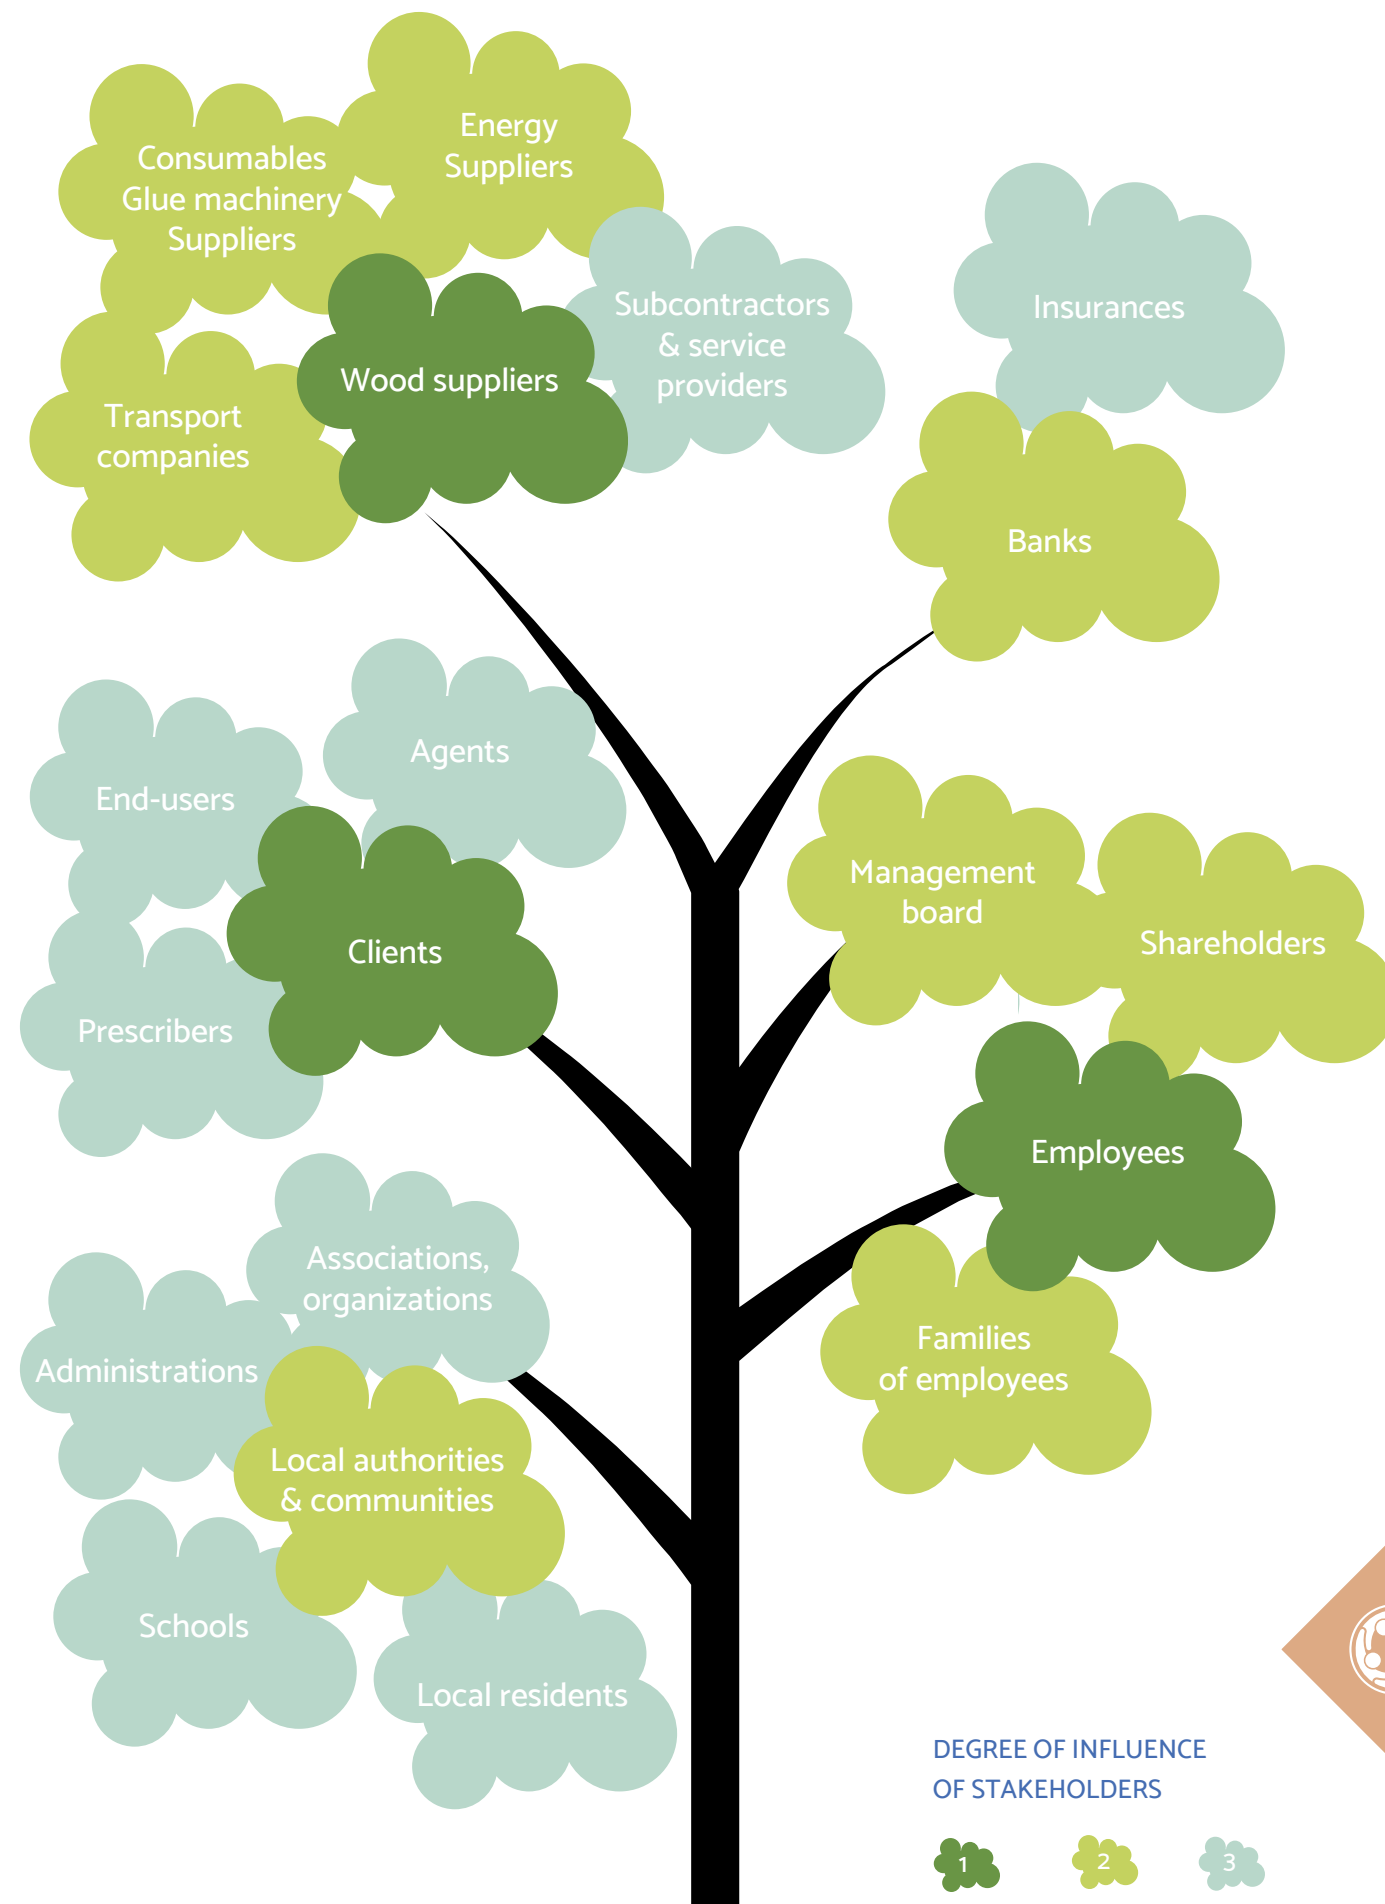 Energy
Suppliers
Consumables
Glue machinery
Suppliers
Subcontractors
& service
providers
Insurances
Wood suppliers
Transport
companies
Banks
Agents
End-users
Management
board
Shareholders
Clients
Prescribers
Employees
Associations,
organizations
Families
of employees
Administrations
Local authorities
& communities
Schools
Local residents
DEGREE OF INFLUENCE
OF STAKEHOLDERS
1 2 3